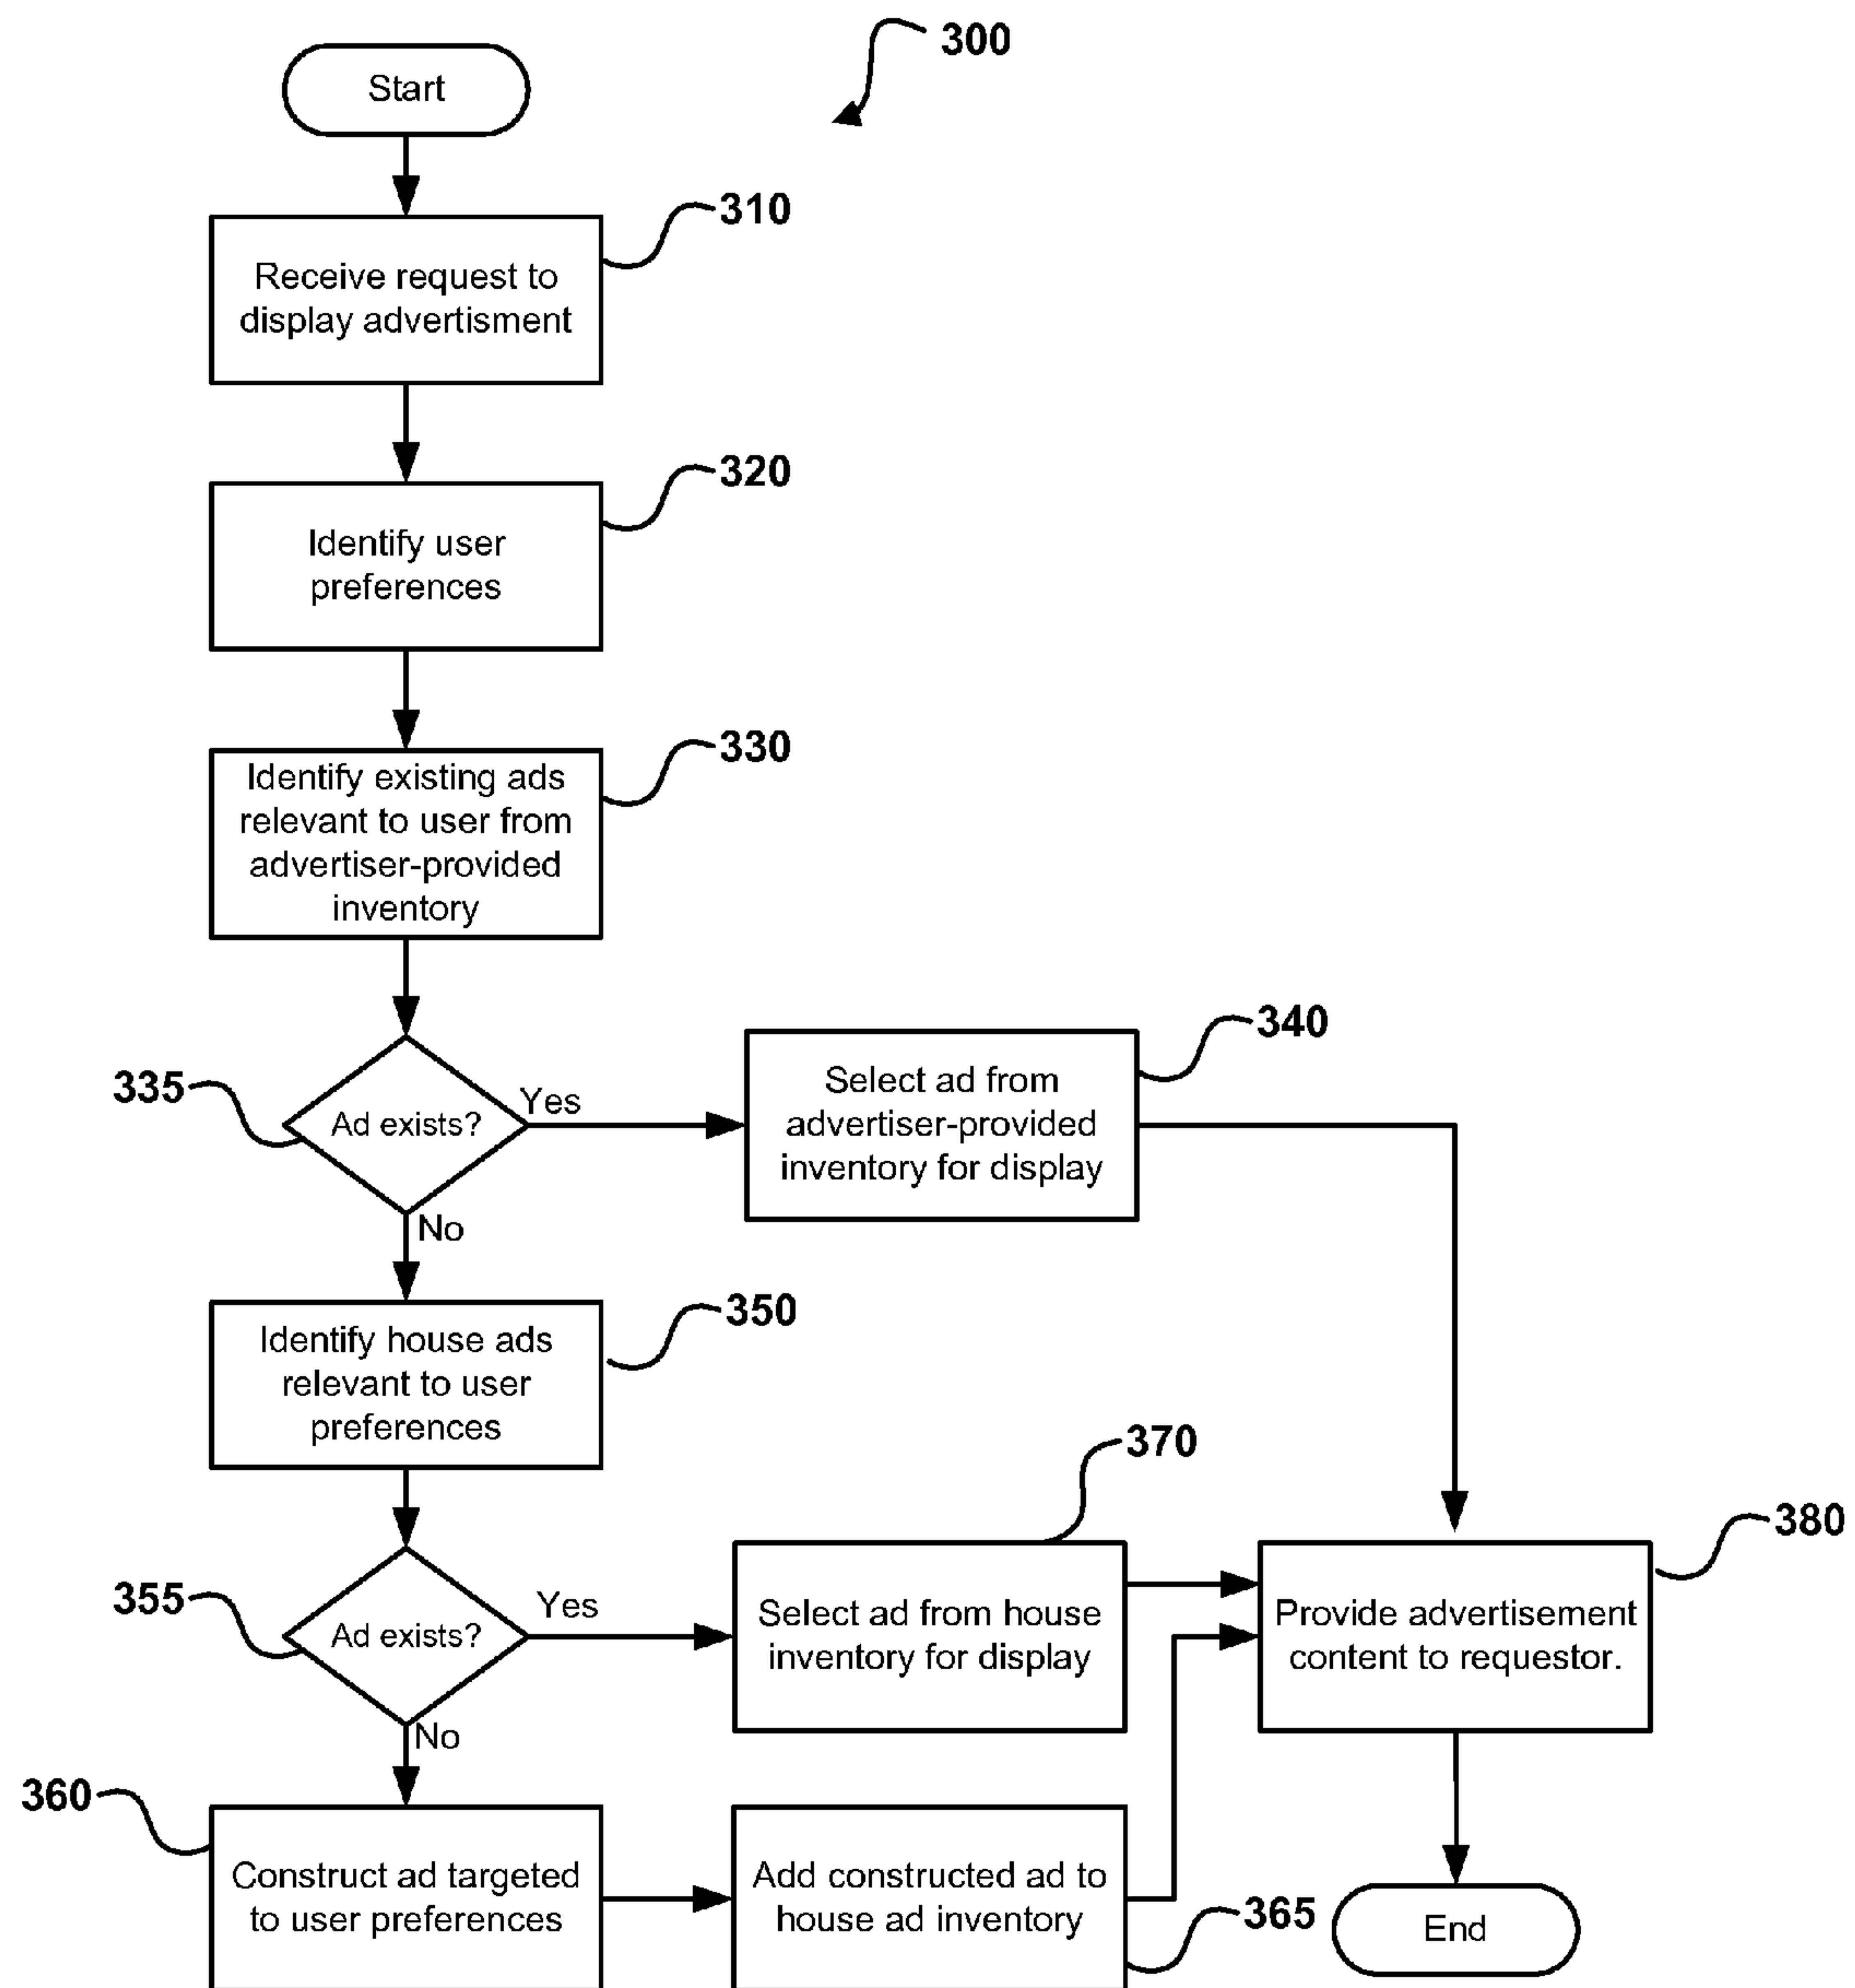 300
Start
310
Receive request to
display advertisment
320
Identify user
preferences
330
Identify existing ads
relevant to user from
advertiser-provided
inventory
335
Ad exists?
Yes
No
340
Select ad from
advertiser-provided
inventory for display
350
Identify house ads
relevant to user
preferences
355
Ad exists?
Yes
No
370
Select ad from house
inventory for display
380
Provide advertisement
content to requestor.
360
Construct ad targeted
to user preferences
Add constructed ad to
house ad inventory
365
End